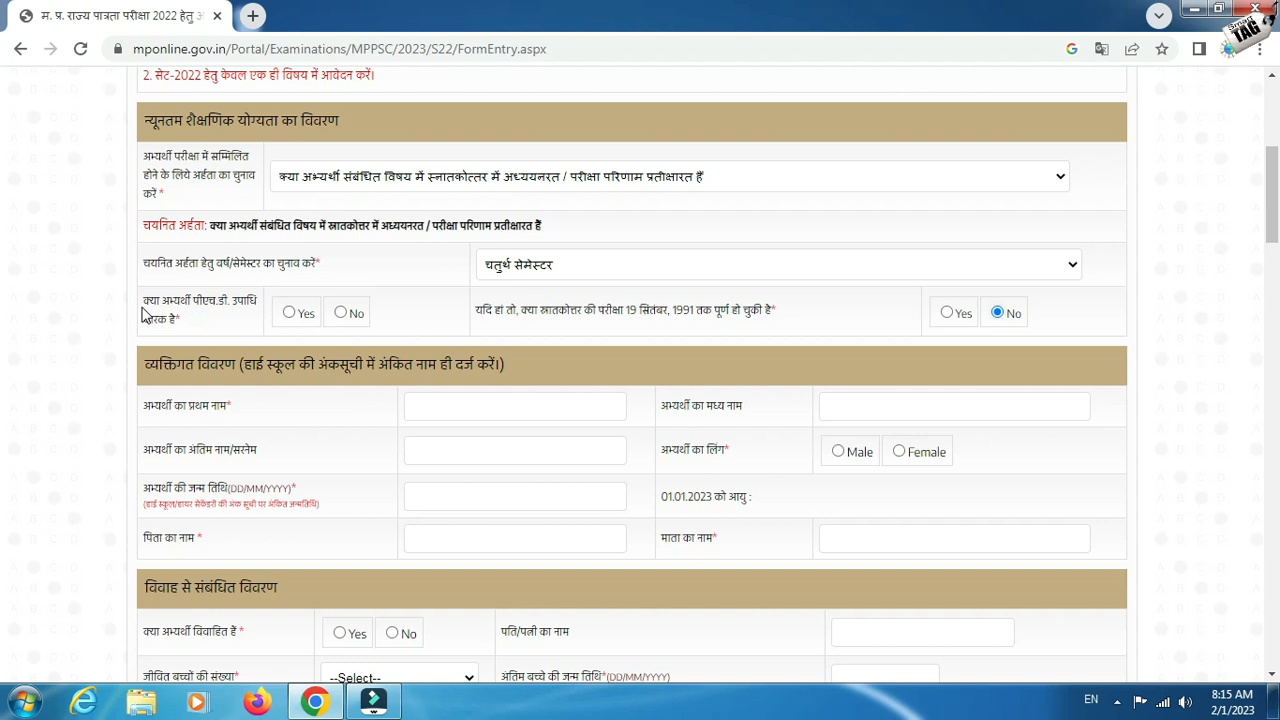 म. प्र. राज्य पात्रता परीक्षा 2022 हेतु
mponline.gov.in/Portal/Examinations/MPPSC/2023/S22/FormEntry.aspx
TAG
2. सेट-2022 हेतु केवल एक ही विषय में आवेदन करें।
न्यूनतम शैक्षणिक योग्यता का विवरण
अभ्यर्थी परीक्षा में सम्मिलित
होने के लिये अर्हता का चुनाव
करें *
क्या अभ्यर्थी संबंधित विषय में स्नातकोत्तर में अध्ययनरत / परीक्षा परिणाम प्रतीक्षारत हैं
चयनित अर्हता: क्या अभ्यर्थी संबंधित विषय में स्नातकोत्तर में अध्ययनरत / परीक्षा परिणाम प्रतीक्षारत हैं
चयनित अर्हता हेतु वर्ष/सेमेस्टर का चुनाव करें* चतुर्थ सेमेस्टर
क्या अभ्यर्थी पीएच.डी. उपाधि
रक है* Yes No यदि हां तो, क्या स्नातकोत्तर की परीक्षा 19 सितंबर, 1991 तक पूर्ण हो चुकी है* Yes No
व्यक्तिगत विवरण (हाई स्कूल की अंकसूची में अंकित नाम ही दर्ज करें।)
अभ्यर्थी का प्रथम नाम* अभ्यर्थी का मध्य नाम
अभ्यर्थी का अंतिम नाम/सरनेम अभ्यर्थी का लिंग* Male Female
अभ्यर्थी की जन्म तिथि(DD/MM/YYYY)*
(हाई स्कूल/हायर सेकेंडरी की अंक सूची पर अंकित जन्मतिथि) 01.01.2023 को आयु :
पिता का नाम * माता का नाम*
विवाह से संबंधित विवरण
क्या अभ्यर्थी विवाहित हैं * Yes No पति/पत्नी का नाम
जीवित बच्चों की संख्या* --Select-- अंतिम बच्चे की जन्म तिथि*(DD/MM/YYYY)
EN 8:15 AM
2/1/2023